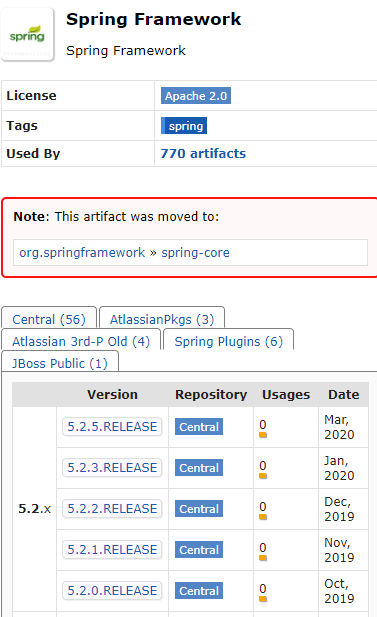 spring
Spring Framework
Spring Framework
License Apache 2.0
Tags spring
Used By 770 artifacts
Note: This artifact was moved to:
org.springframework » spring-core
Central (56) AtlassianPkgs (3)
Atlassian 3rd-P Old (4) Spring Plugins (6)
JBoss Public (1)
Version Repository Usages Date
5.2.x
5.2.5.RELEASE Central 0 Mar,
2020
5.2.3.RELEASE Central 0 Jan,
2020
5.2.2.RELEASE Central 0 Dec,
2019
5.2.1.RELEASE Central 0 Nov,
2019
5.2.0.RELEASE Central 0 Oct,
2019